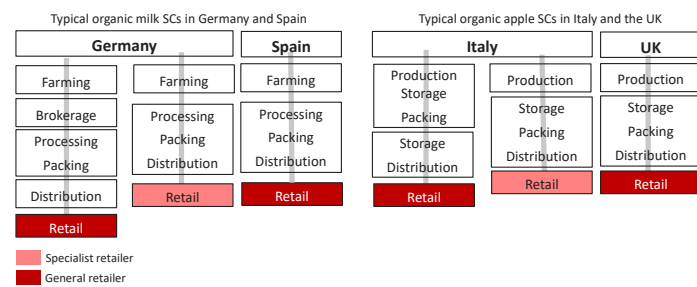 Typical organic milk SCs in Germany and Spain
Germany
Spain
Farming
Brokerage
Processing
Packing
Distribution
Retail
Farming
Processing
Packing
Distribution
Retail
Farming
Processing
Packing
Distribution
Retail
Typical organic apple SCs in Italy and the UK
Italy
UK
Production
Storage
Packing
Storage
Distribution
Retail
Production
Storage
Packing
Distribution
Retail
Production
Storage
Packing
Distribution
Retail
Specialist retailer
General retailer